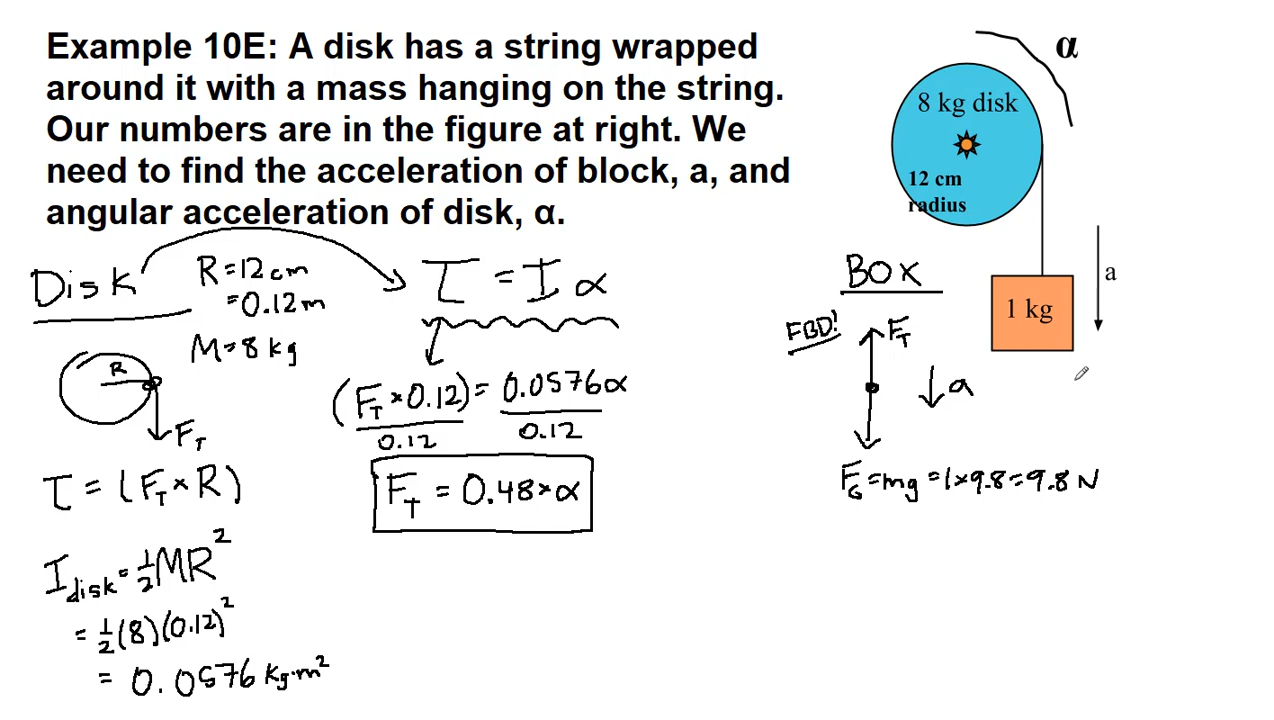 Example 10E: A disk has a string wrapped
around it with a mass hanging on the string.
Our numbers are in the figure at right. We
need to find the acceleration of block, a, and
angular acceleration of disk, α.
α
8 kg disk
12 cm
radius
a
1 kg
Disk
R = 12 cm
= 0.12 m
M = 8 kg
R
F_T
τ = (F_T × R)
I_disk = ½MR²
= ½(8)(0.12)²
= 0.0576 kg·m²
τ = I α
(F_T × 0.12) = 0.0576 α
0.12 0.12
F_T = 0.48 * α
BOX
FBD!
F_T
a
F_G = mg = 1 × 9.8 = 9.8 N